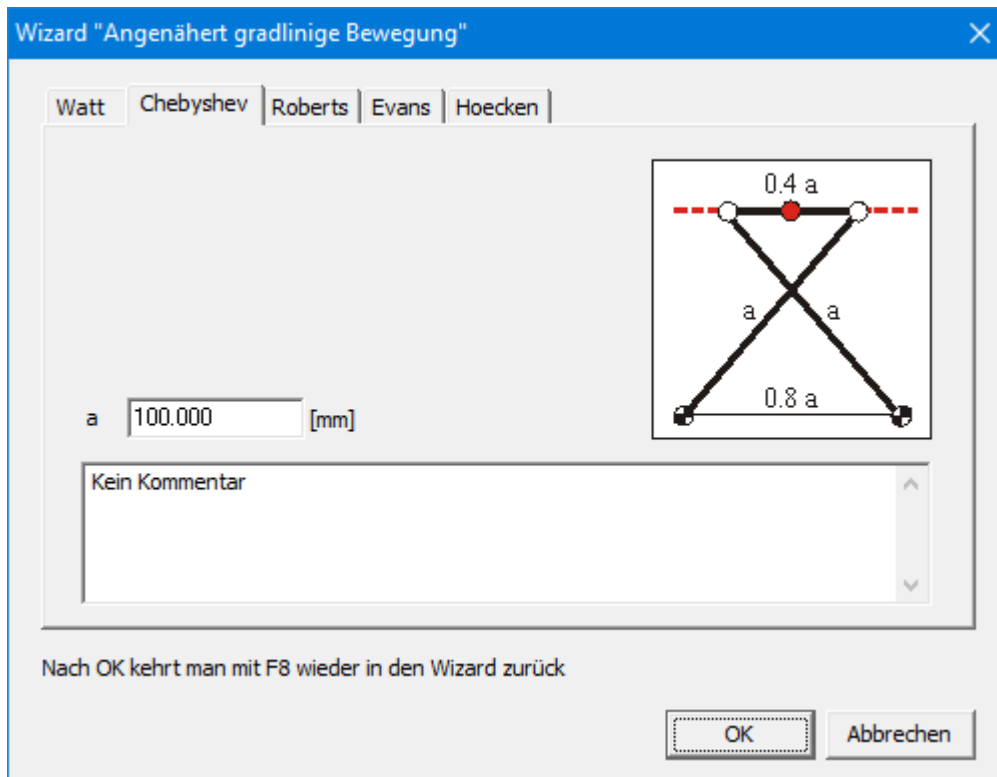 Wizard "Angenähert gradlinige Bewegung"
Watt Chebyshev Roberts Evans Hoecken
0.4 a
a a
0.8 a
a 100.000 [mm]
Kein Kommentar
Nach OK kehrt man mit F8 wieder in den Wizard zurück
OK Abbrechen